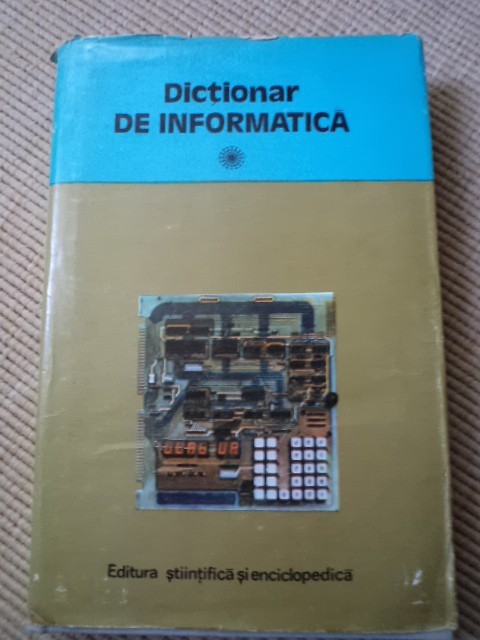 Dicționar
DE INFORMATICĂ
Editura științifică și enciclopedică